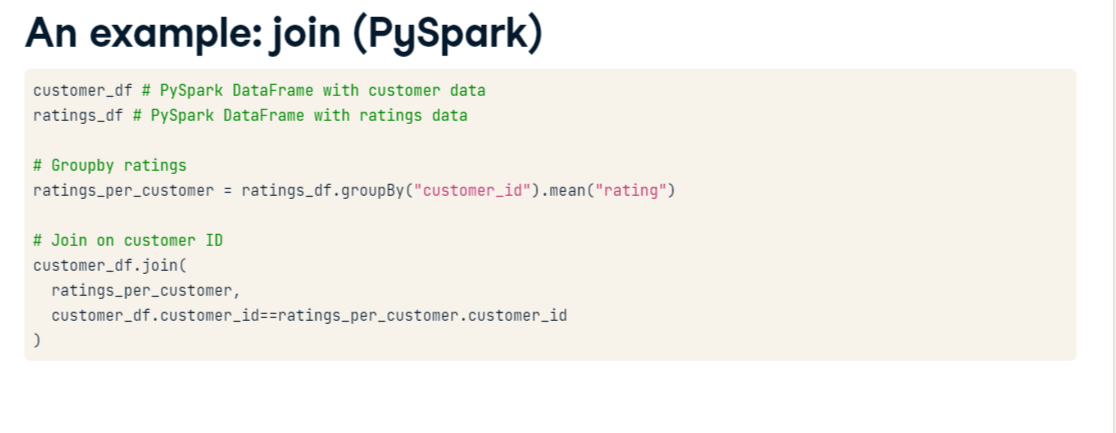 An example: join (PySpark)
customer_df # PySpark DataFrame with customer data
ratings_df # PySpark DataFrame with ratings data
# Groupby ratings
ratings_per_customer = ratings_df.groupBy("customer_id").mean("rating")
# Join on customer ID
customer_df.join(
  ratings_per_customer,
  customer_df.customer_id==ratings_per_customer.customer_id
)